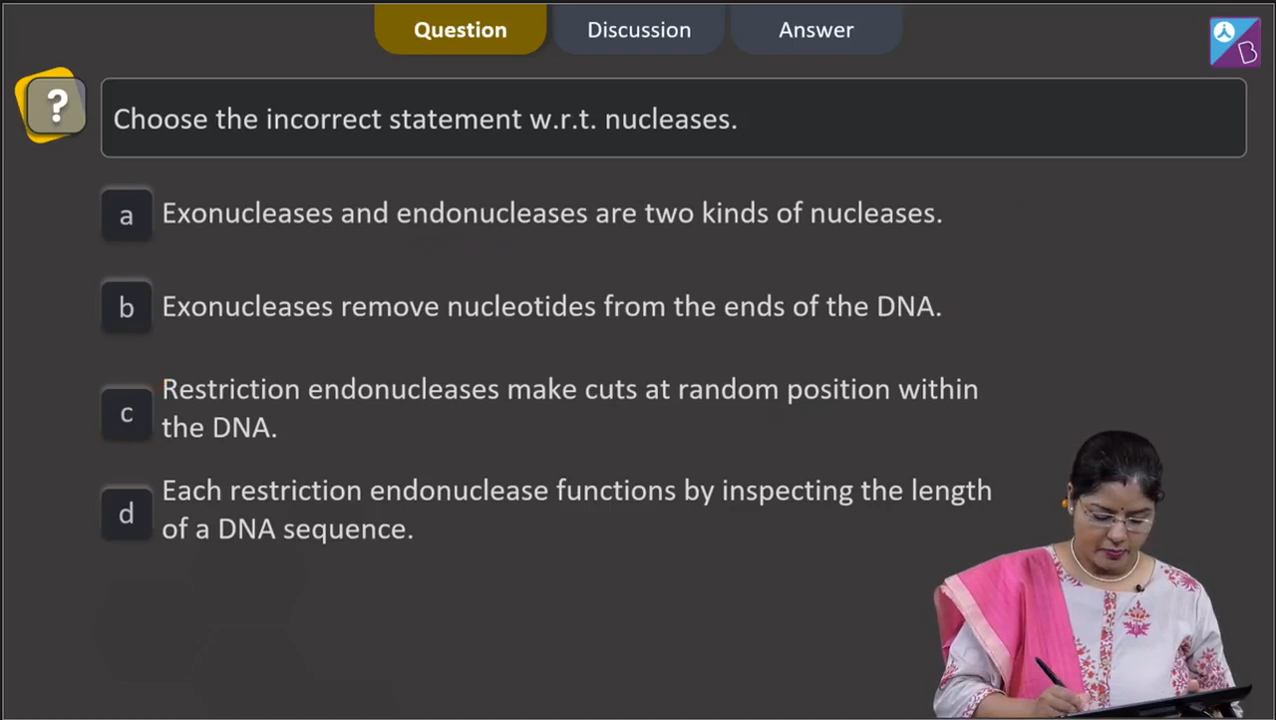 Question Discussion Answer
B
?
Choose the incorrect statement w.r.t. nucleases.
a Exonucleases and endonucleases are two kinds of nucleases.
b Exonucleases remove nucleotides from the ends of the DNA.
c Restriction endonucleases make cuts at random position within
the DNA.
d Each restriction endonuclease functions by inspecting the length
of a DNA sequence.